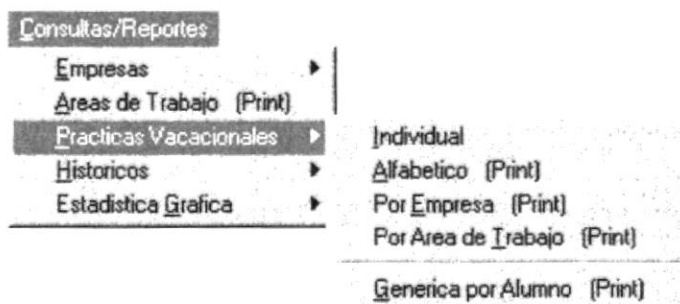 Consultas/Reportes
Empresas
Areas de Trabajo (Print)
Practicas Vacacionales
Historicos
Estadistica Grafica
Individual
Alfabetico (Print)
Por Empresa (Print)
Por Area de Trabajo (Print)
Generica por Alumno (Print)